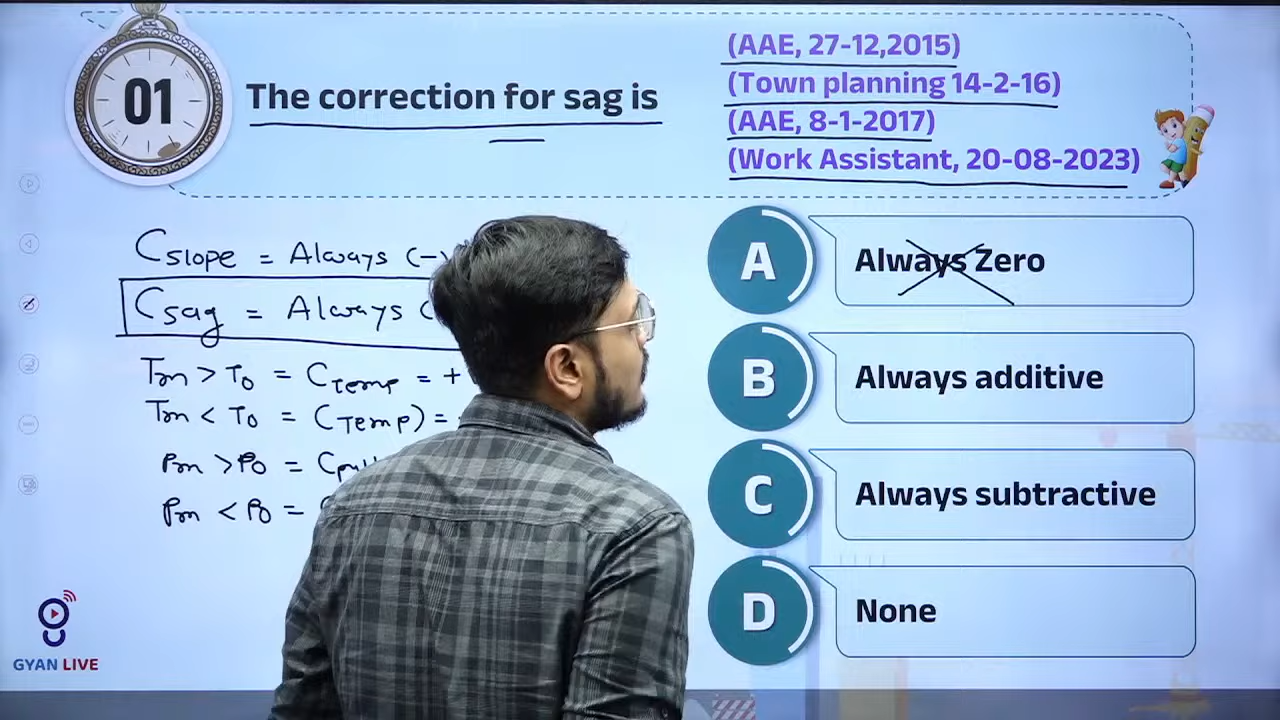 01
The correction for sag is
(AAE, 27-12,2015)
(Town planning 14-2-16)
(AAE, 8-1-2017)
(Work Assistant, 20-08-2023)
Cslope = Always (-
Csag = Always (
Tm > To = CTemp = +
Tm < To = (CTemp) =
Pm > Po =
Pm < Po =
A Always Zero
B Always additive
C Always subtractive
D None
GYAN LIVE